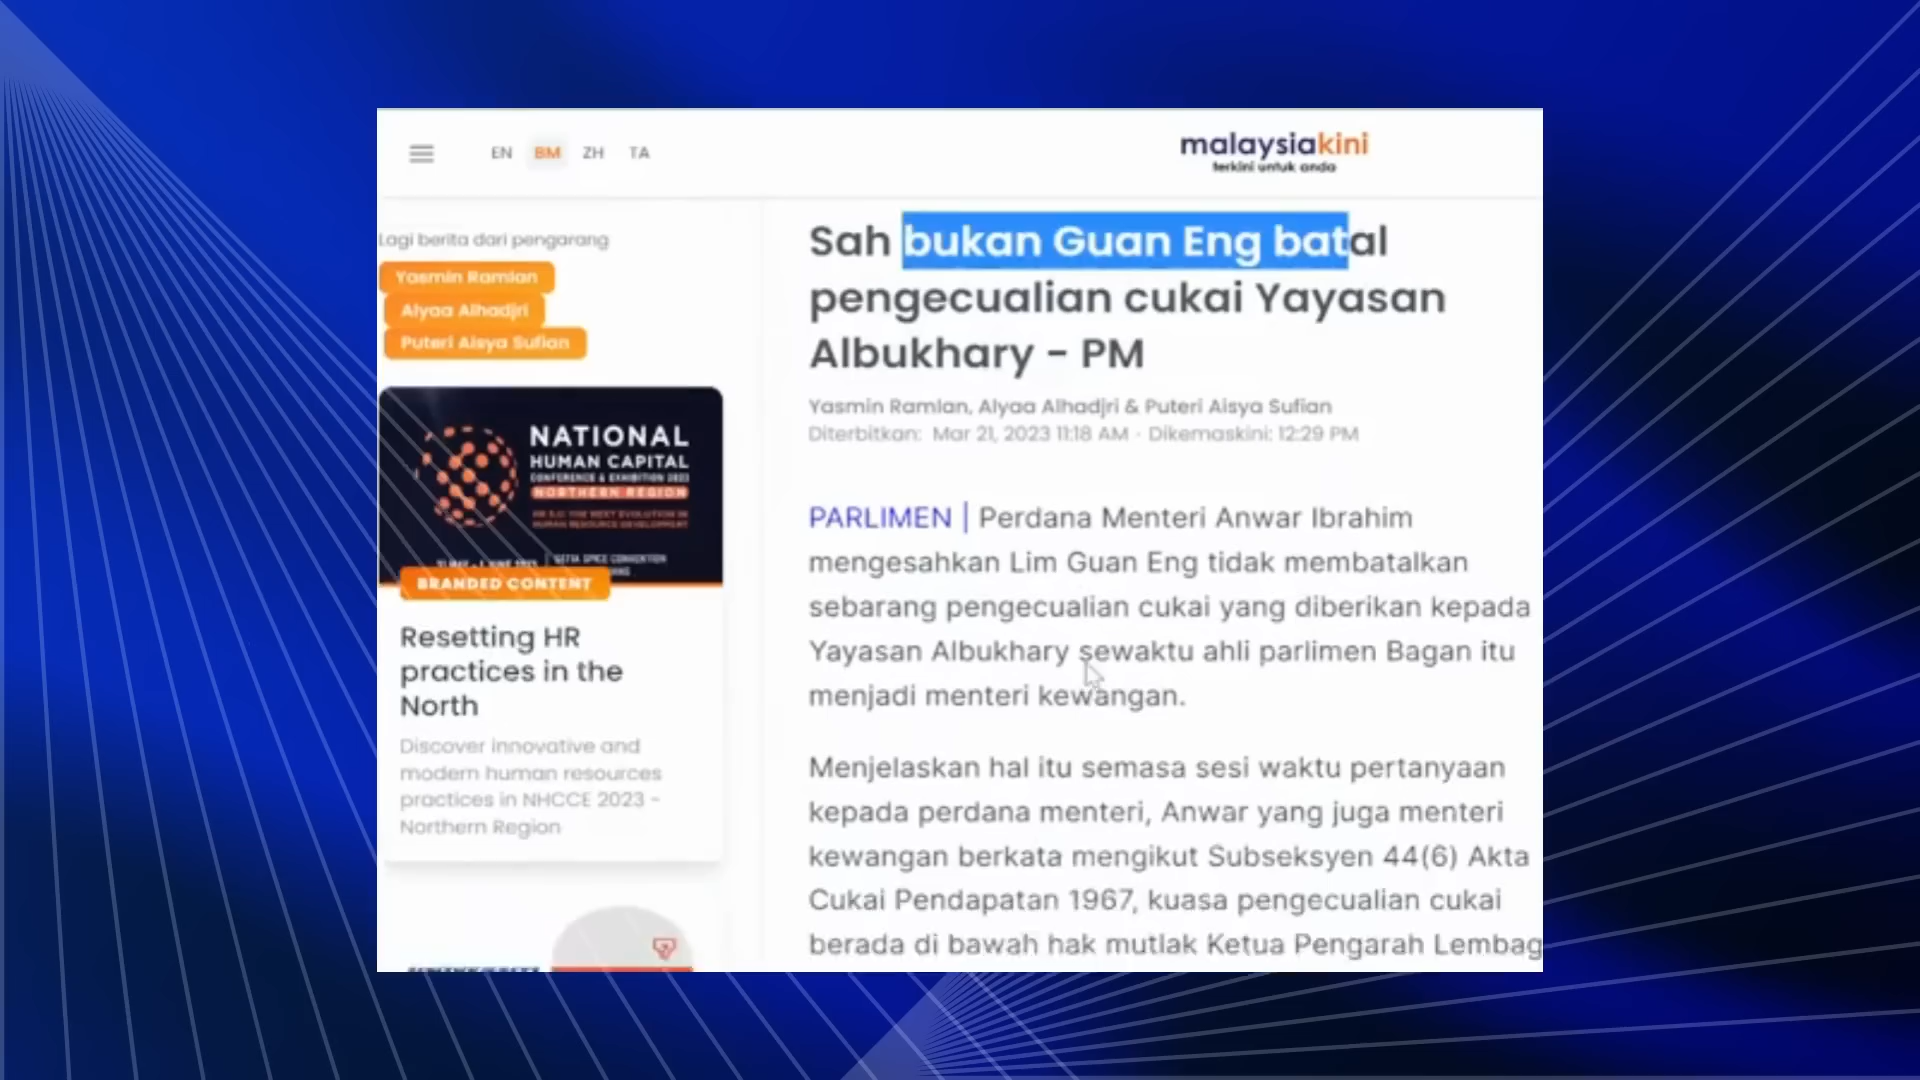 EN BM ZH TA
malaysiakini
terkini untuk anda
Lagi berita dari pengarang
Yasmin Ramlan
Alyaa Alhadjri
Puteri Aisya Sufian
NATIONAL
HUMAN CAPITAL
CONFERENCE & EXHIBITION 2023
NORTHERN REGION
BRANDED CONTENT
Resetting HR
practices in the
North
Discover innovative and
modern human resources
practices in NHCCE 2023 -
Northern Region
Sah bukan Guan Eng batal
pengecualian cukai Yayasan
Albukhary - PM
Yasmin Ramlan, Alyaa Alhadjri & Puteri Aisya Sufian
Diterbitkan: Mar 21, 2023 11:18 AM · Dikemaskini: 12:29 PM
PARLIMEN | Perdana Menteri Anwar Ibrahim
mengesahkan Lim Guan Eng tidak membatalkan
sebarang pengecualian cukai yang diberikan kepada
Yayasan Albukhary sewaktu ahli parlimen Bagan itu
menjadi menteri kewangan.
Menjelaskan hal itu semasa sesi waktu pertanyaan
kepada perdana menteri, Anwar yang juga menteri
kewangan berkata mengikut Subseksyen 44(6) Akta
Cukai Pendapatan 1967, kuasa pengecualian cukai
berada di bawah hak mutlak Ketua Pengarah Lembag